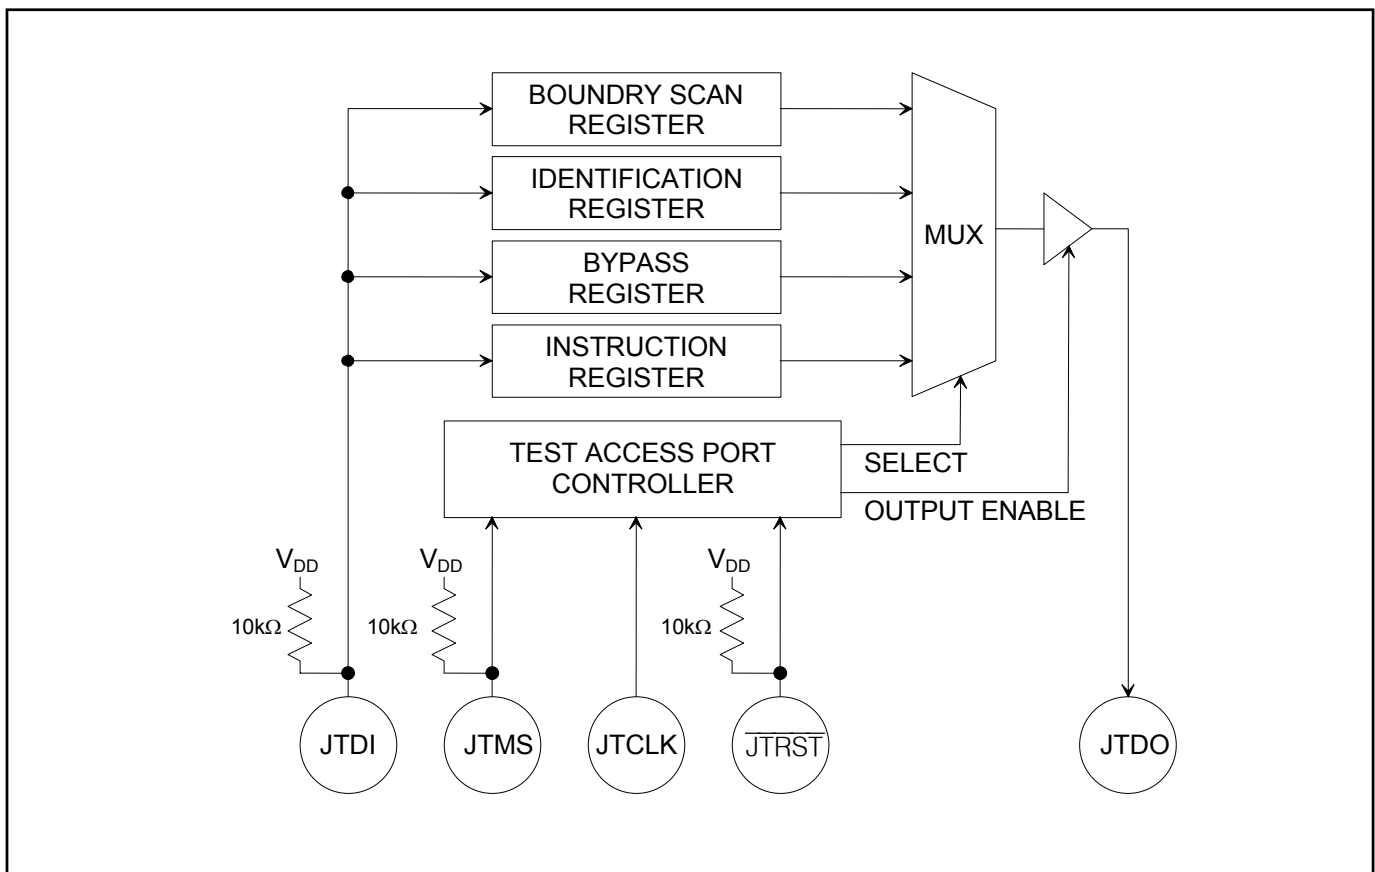 BOUNDRY SCAN
REGISTER
IDENTIFICATION
REGISTER
BYPASS
REGISTER
INSTRUCTION
REGISTER
MUX
TEST ACCESS PORT
CONTROLLER
SELECT
OUTPUT ENABLE
VDD
10kΩ
VDD
10kΩ
VDD
10kΩ
JTDI
JTMS
JTCLK
J̅T̅R̅S̅T̅
JTDO